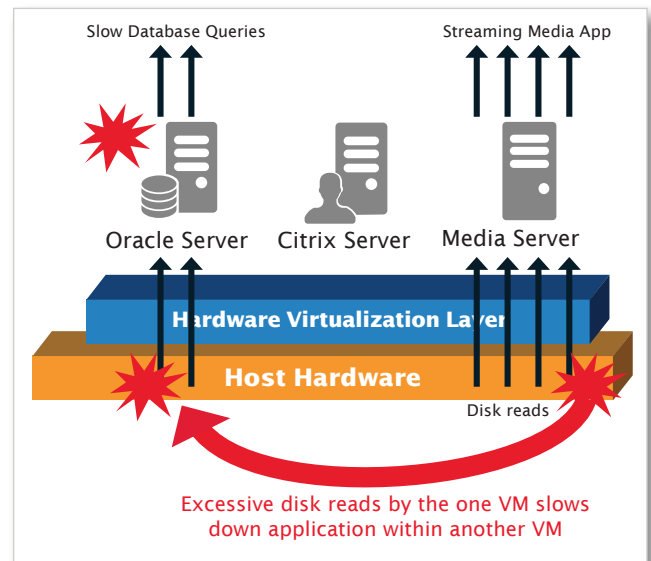 Slow Database Queries
Streaming Media App
Oracle Server
Citrix Server
Media Server
Hardware Virtualization Layer
Host Hardware
Disk reads
Excessive disk reads by the one VM slows
down application within another VM